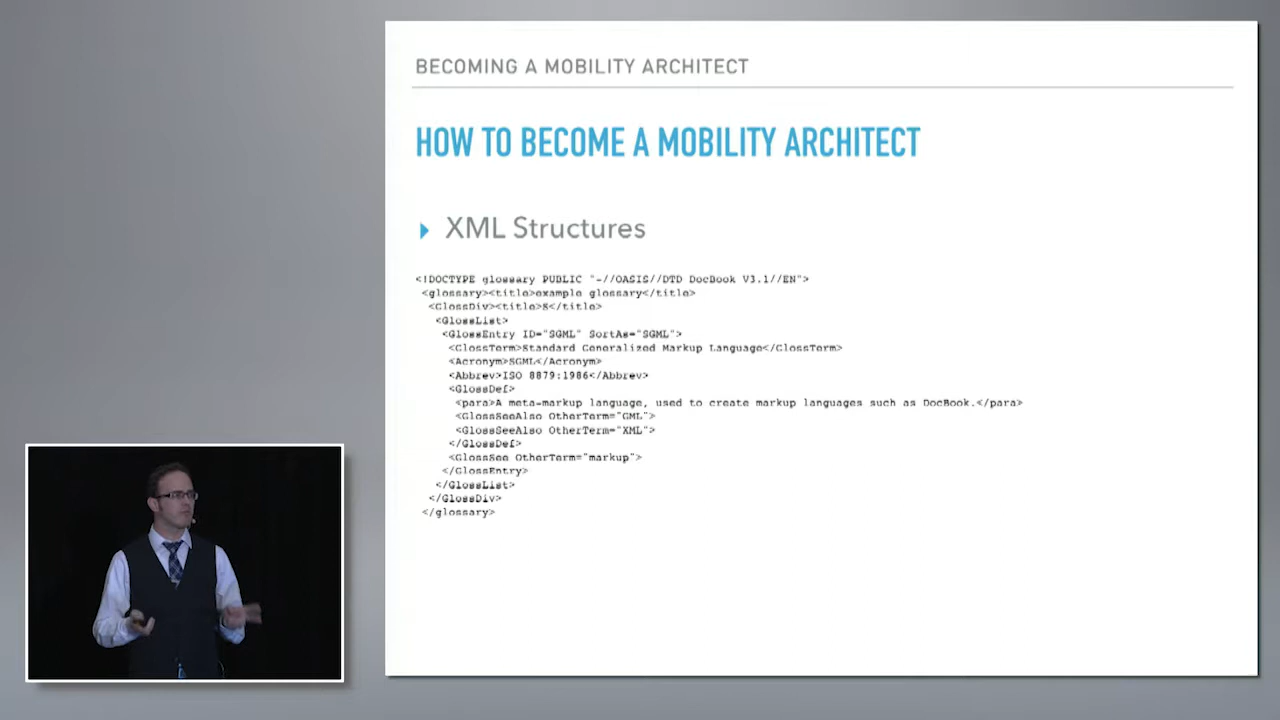 BECOMING A MOBILITY ARCHITECT
HOW TO BECOME A MOBILITY ARCHITECT
XML Structures
<!DOCTYPE glossary PUBLIC "-//OASIS//DTD DocBook V3.1//EN">
<glossary><title>example glossary</title>
<GlossDiv><title>S</title>
<GlossList>
<GlossEntry ID="SGML" SortAs="SGML">
<GlossTerm>Standard Generalized Markup Language</GlossTerm>
<Acronym>SGML</Acronym>
<Abbrev>ISO 8879:1986</Abbrev>
<GlossDef>
<para>A meta-markup language, used to create markup languages such as DocBook.</para>
<GlossSeeAlso OtherTerm="GML">
<GlossSeeAlso OtherTerm="XML">
</GlossDef>
<GlossSee OtherTerm="markup">
</GlossEntry>
</GlossList>
</GlossDiv>
</glossary>